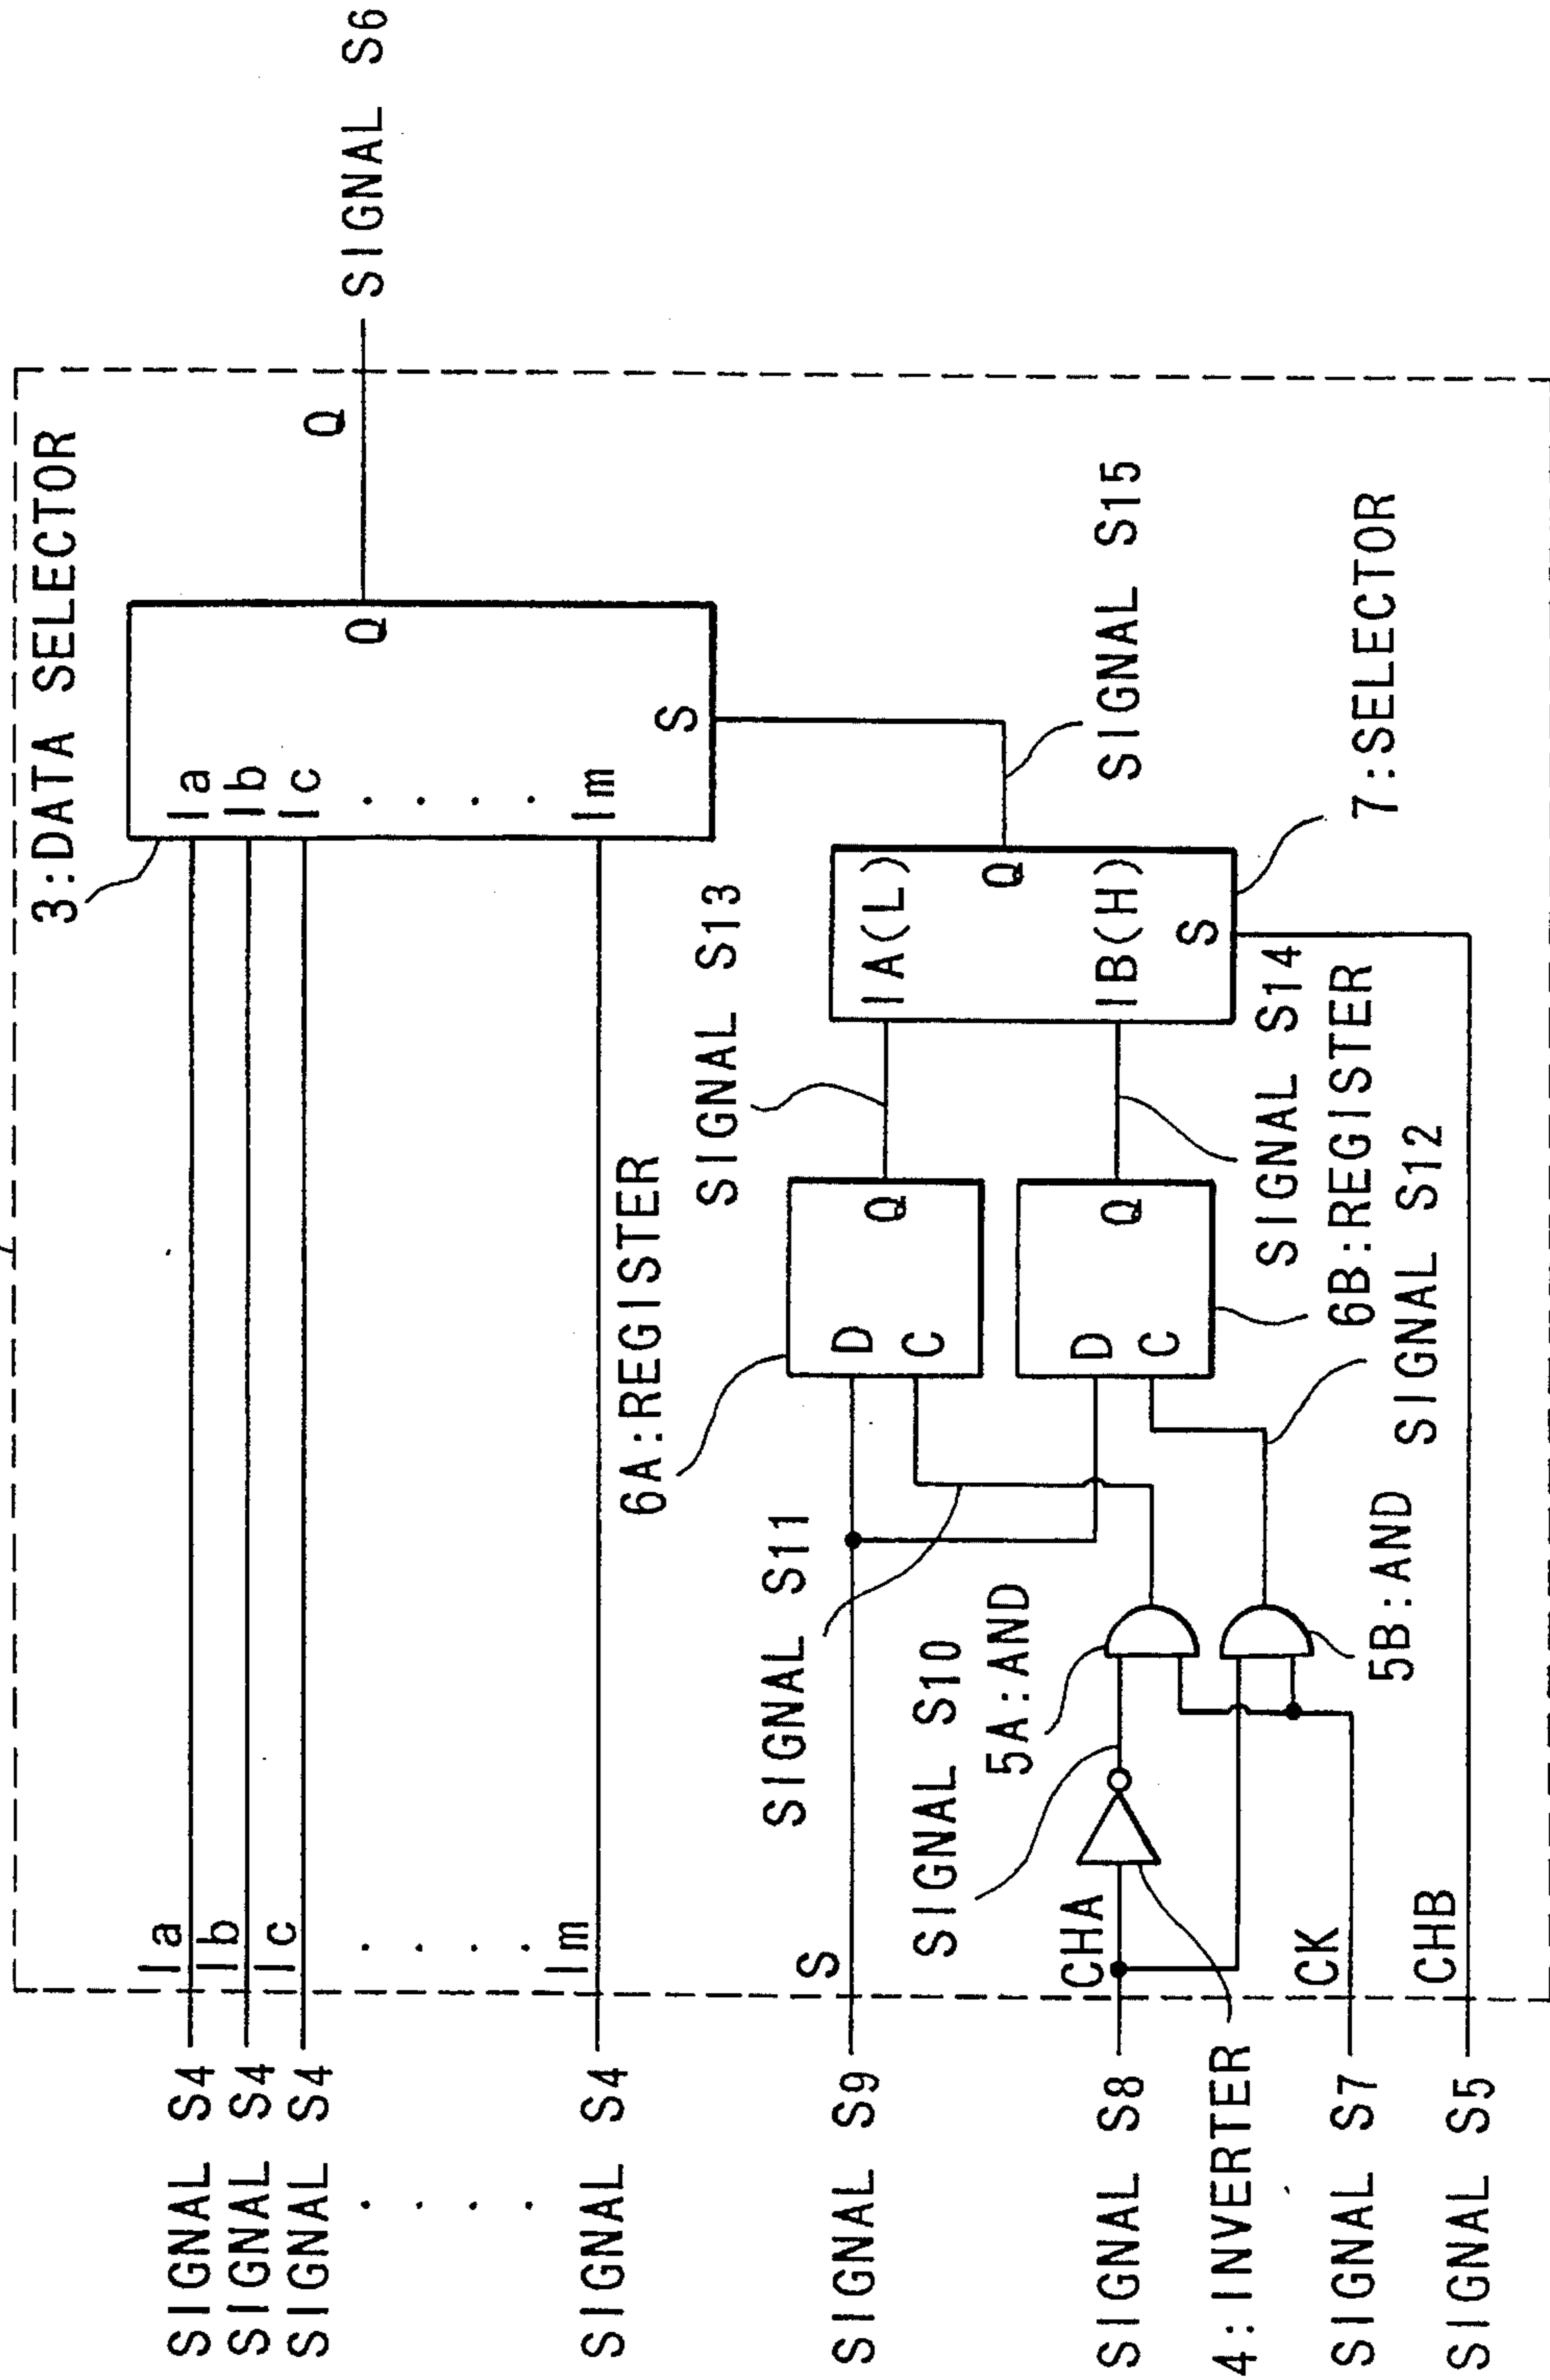 3:DATA SELECTOR
SIGNAL S4
Ia
Ia
SIGNAL S4
Ib
Ib
SIGNAL S4
Ic
Ic
. . . .
. . . .
. . . .
SIGNAL S4
Im
Im
S
Q
Q
SIGNAL S6
6A:REGISTER
SIGNAL S13
SIGNAL S11
SIGNAL S9
S
D
C
Q
IA(L)
Q
IB(H)
S
SIGNAL S15
SIGNAL S10
5A:AND
SIGNAL S8
CHA
D
C
Q
4:INVERTER
SIGNAL S14
6B:REGISTER
7:SELECTOR
SIGNAL S7
CK
5B:AND
SIGNAL S12
SIGNAL S5
CHB